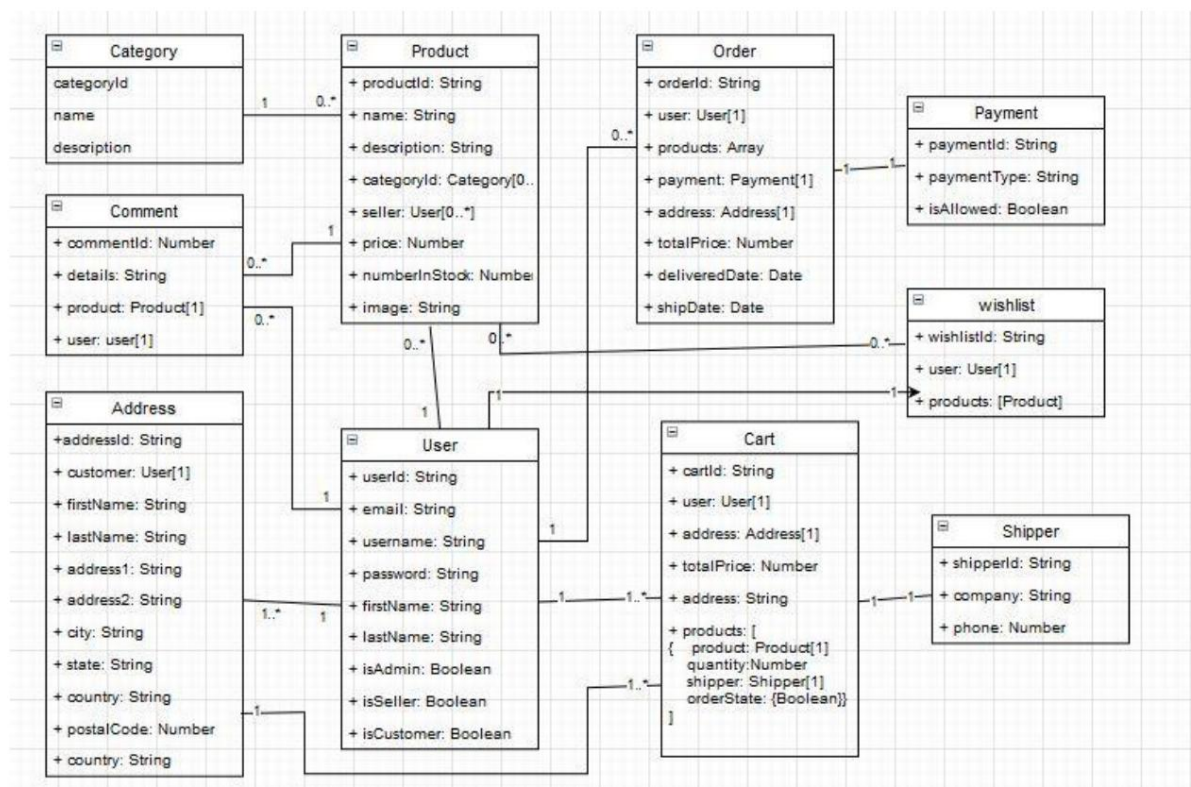 Category
categoryId
name
description
1
0..*
Product
+ productId: String
+ name: String
+ description: String
+ categoryId: Category[0..
+ seller: User[0..*]
+ price: Number
+ numberInStock: Number
+ image: String
Order
+ orderId: String
+ user: User[1]
+ products: Array
+ payment: Payment[1]
+ address: Address[1]
+ totalPrice: Number
+ deliveredDate: Date
+ shipDate: Date
0..*
1
1
Payment
+ paymentId: String
+ paymentType: String
+ isAllowed: Boolean
Comment
+ commentId: Number
+ details: String
+ product: Product[1]
+ user: user[1]
0..*
1
0..*
1
0..*
1
0..*
0..*
wishlist
+ wishlistId: String
+ user: User[1]
+ products: [Product]
1
1
Address
+addressId: String
+ customer: User[1]
+ firstName: String
+ lastName: String
+ address1: String
+ address2: String
+ city: String
+ state: String
+ country: String
+ postalCode: Number
+ country: String
1..*
1
1
User
+ userId: String
+ email: String
+ username: String
+ password: String
+ firstName: String
+ lastName: String
+ isAdmin: Boolean
+ isSeller: Boolean
+ isCustomer: Boolean
1
1
1..*
1..*
Cart
+ cartId: String
+ user: User[1]
+ address: Address[1]
+ totalPrice: Number
+ address: String
+ products: [
{ product: Product[1]
quantity:Number
shipper: Shipper[1]
orderState: {Boolean}}
]
1
1
Shipper
+ shipperId: String
+ company: String
+ phone: Number